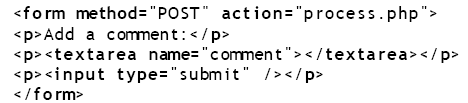 <form method="POST" action="process.php">
<p>Add a comment:</p>
<p><textarea name="comment"></textarea></p>
<p><input type="submit" /></p>
</form>